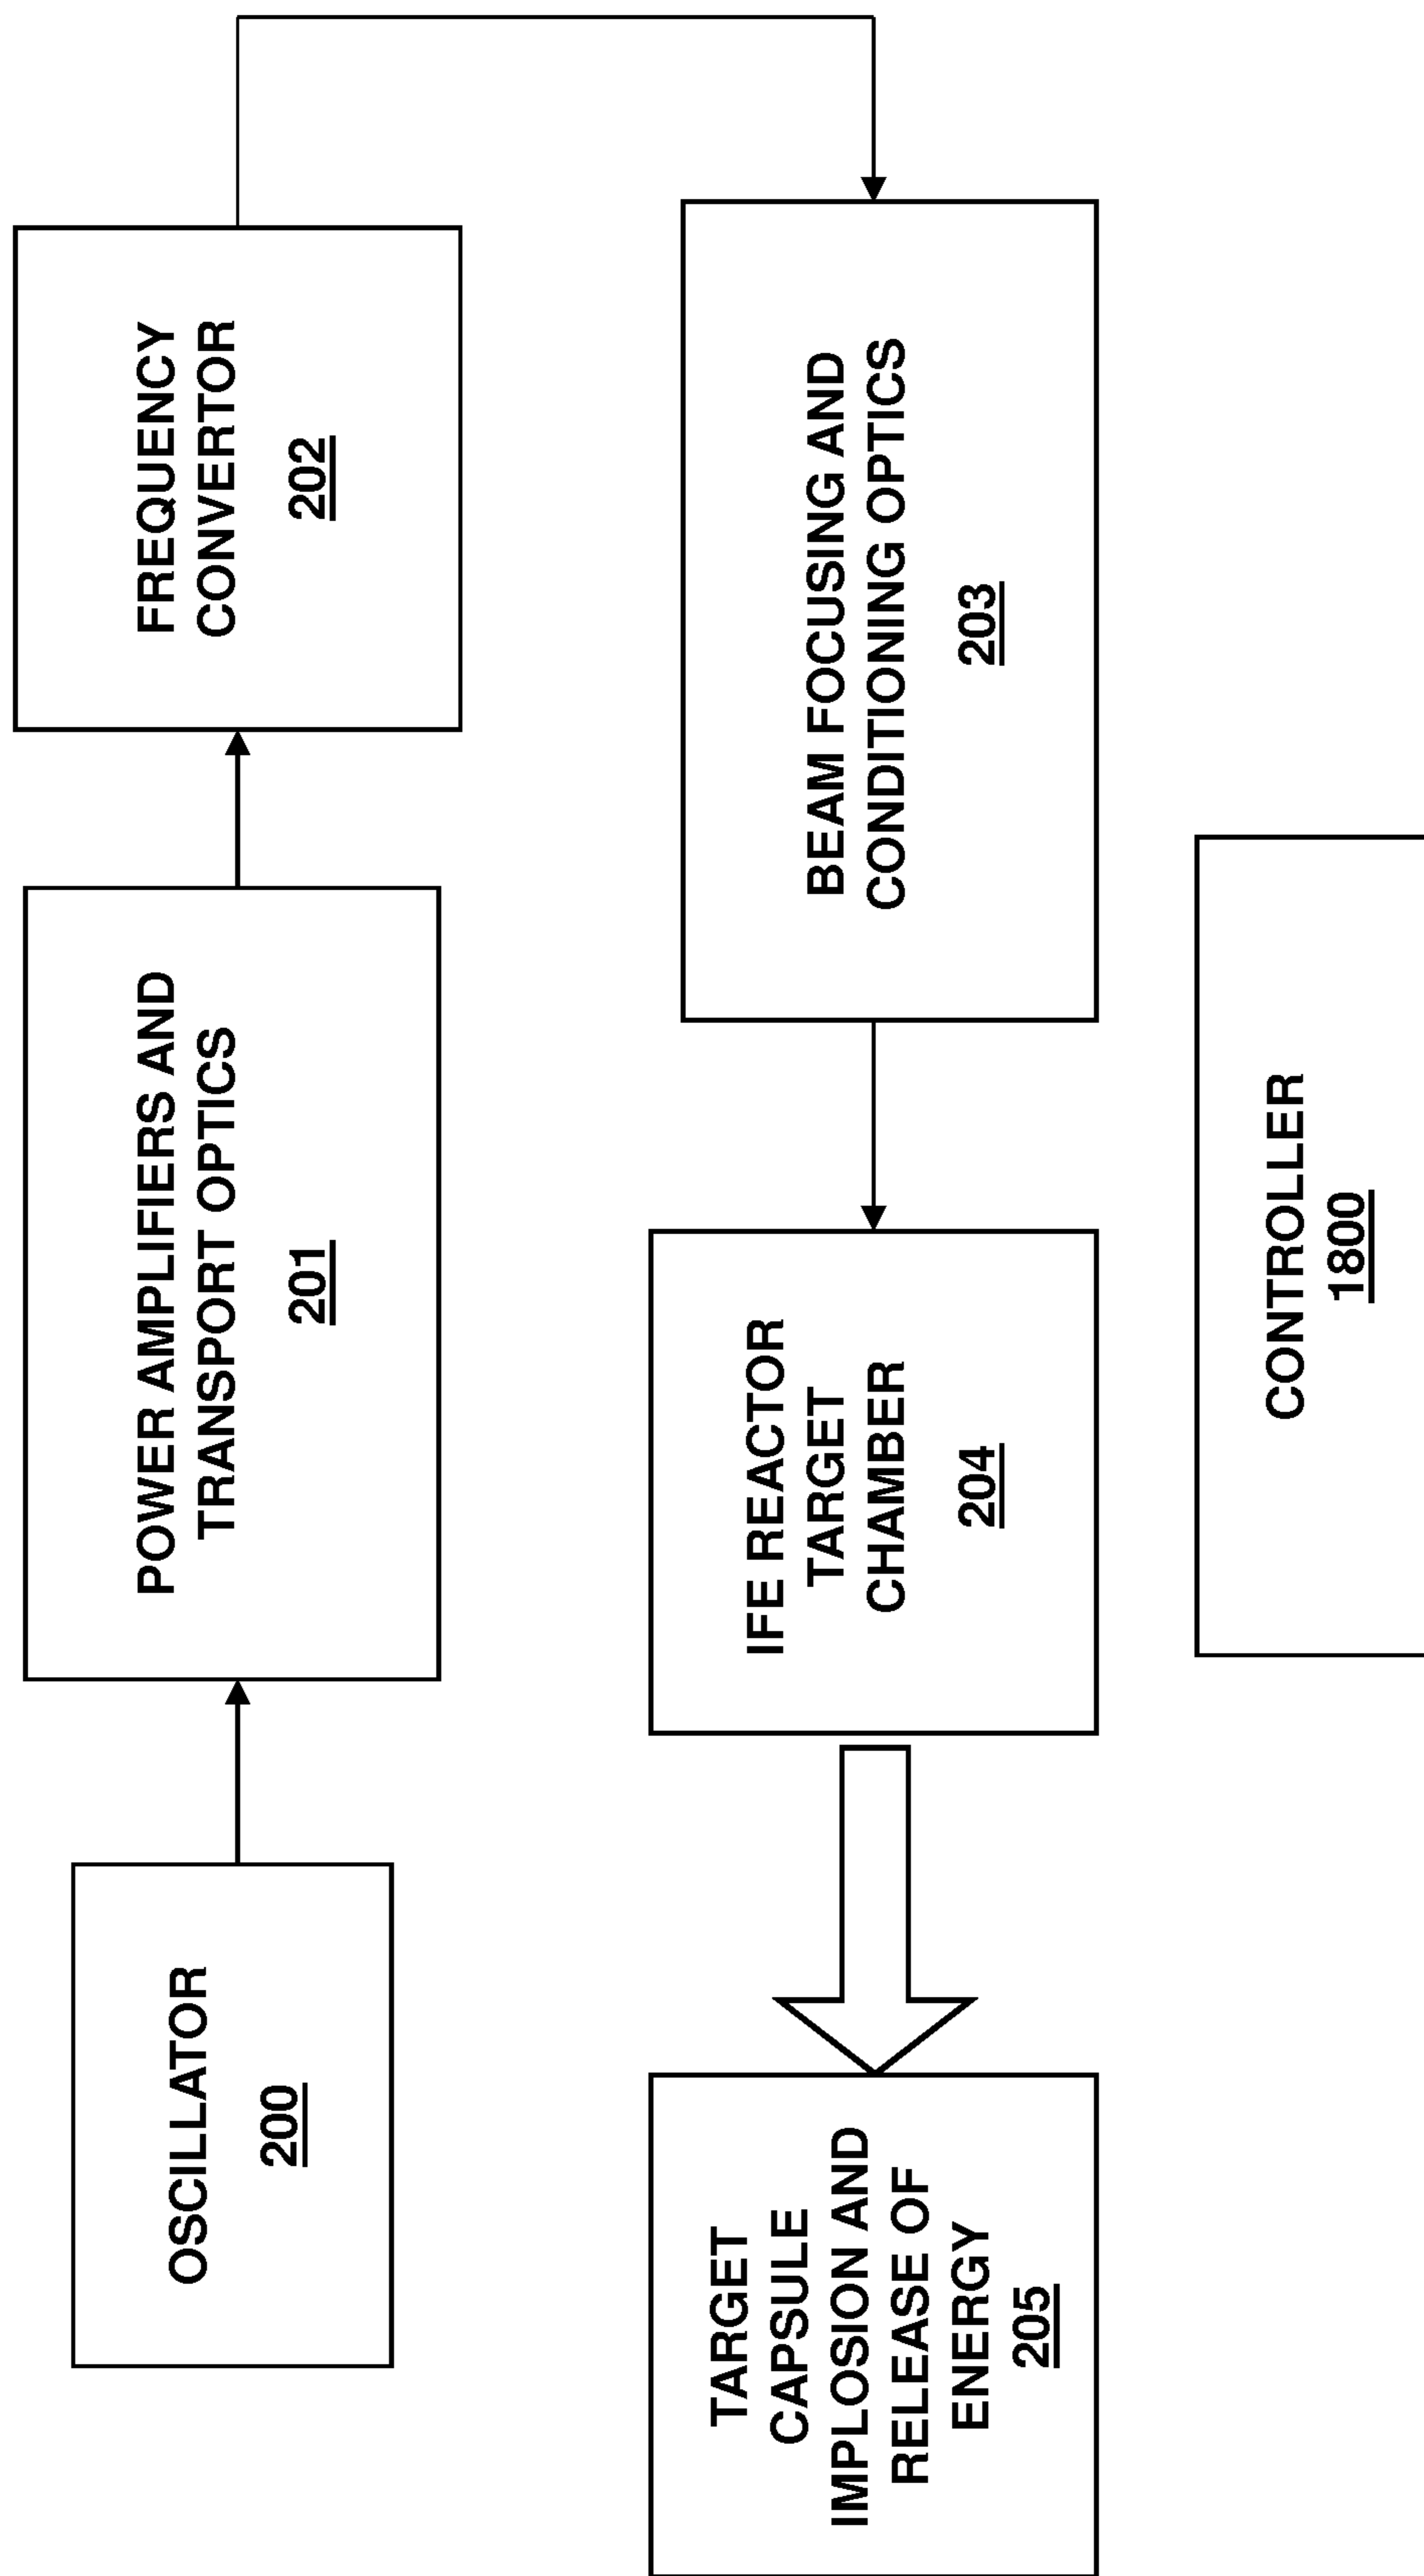 OSCILLATOR
200
POWER AMPLIFIERS AND
TRANSPORT OPTICS
201
FREQUENCY
CONVERTOR
202
BEAM FOCUSING AND
CONDITIONING OPTICS
203
IFE REACTOR
TARGET
CHAMBER
204
TARGET
CAPSULE
IMPLOSION AND
RELEASE OF
ENERGY
205
CONTROLLER
1800